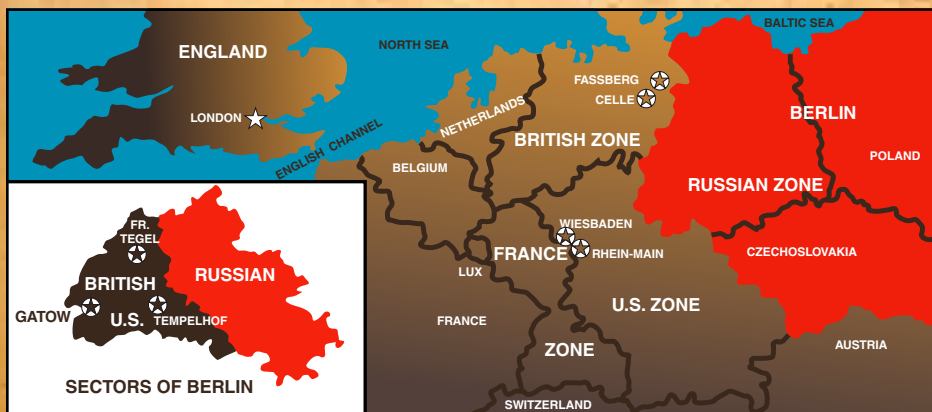 ENGLAND
LONDON
NORTH SEA
ENGLISH CHANNEL
NETHERLANDS
BELGIUM
LUX
FRANCE
BALTIC SEA
FASSBERG
CELLE
BRITISH ZONE
BERLIN
POLAND
RUSSIAN ZONE
WIESBADEN
FRANCE
RHEIN-MAIN
CZECHOSLOVAKIA
U.S. ZONE
ZONE
AUSTRIA
SWITZERLAND
FR.
TEGEL
BRITISH
RUSSIAN
GATOW
U.S.
TEMPELHOF
SECTORS OF BERLIN